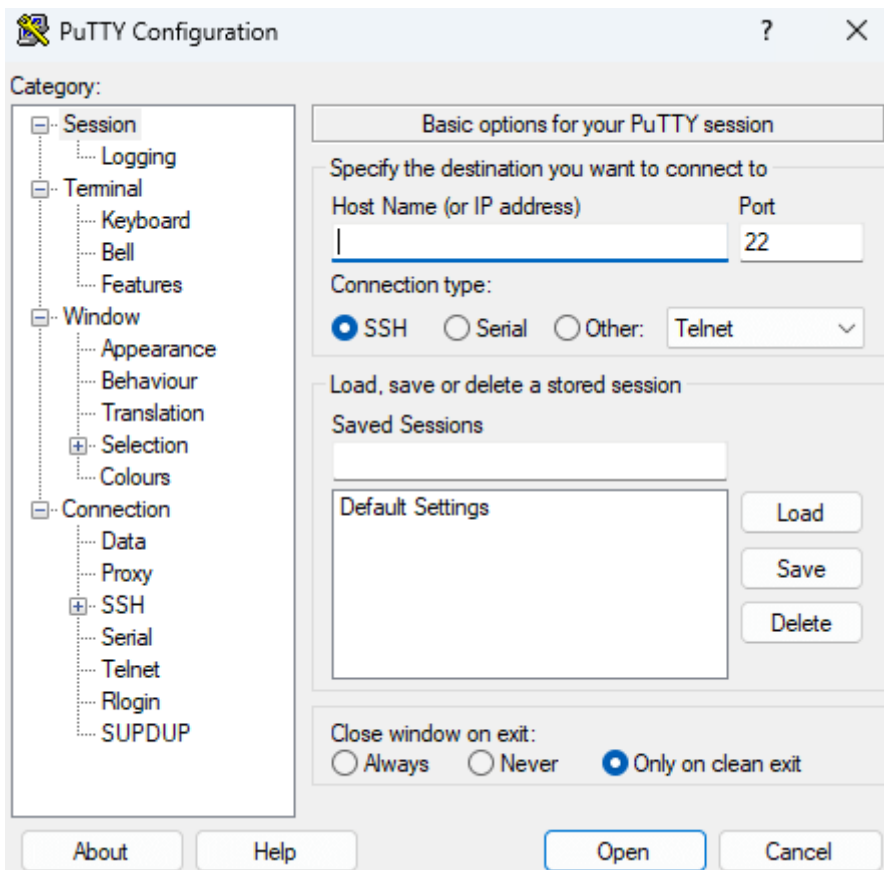 PuTTY Configuration
?
Category:
Session
Logging
Terminal
Keyboard
Bell
Features
Window
Appearance
Behaviour
Translation
Selection
Colours
Connection
Data
Proxy
SSH
Serial
Telnet
Rlogin
SUPDUP
Basic options for your PuTTY session
Specify the destination you want to connect to
Host Name (or IP address) Port
22
Connection type:
SSH Serial Other: Telnet
Load, save or delete a stored session
Saved Sessions
Default Settings
Load
Save
Delete
Close window on exit:
Always Never Only on clean exit
About Help Open Cancel